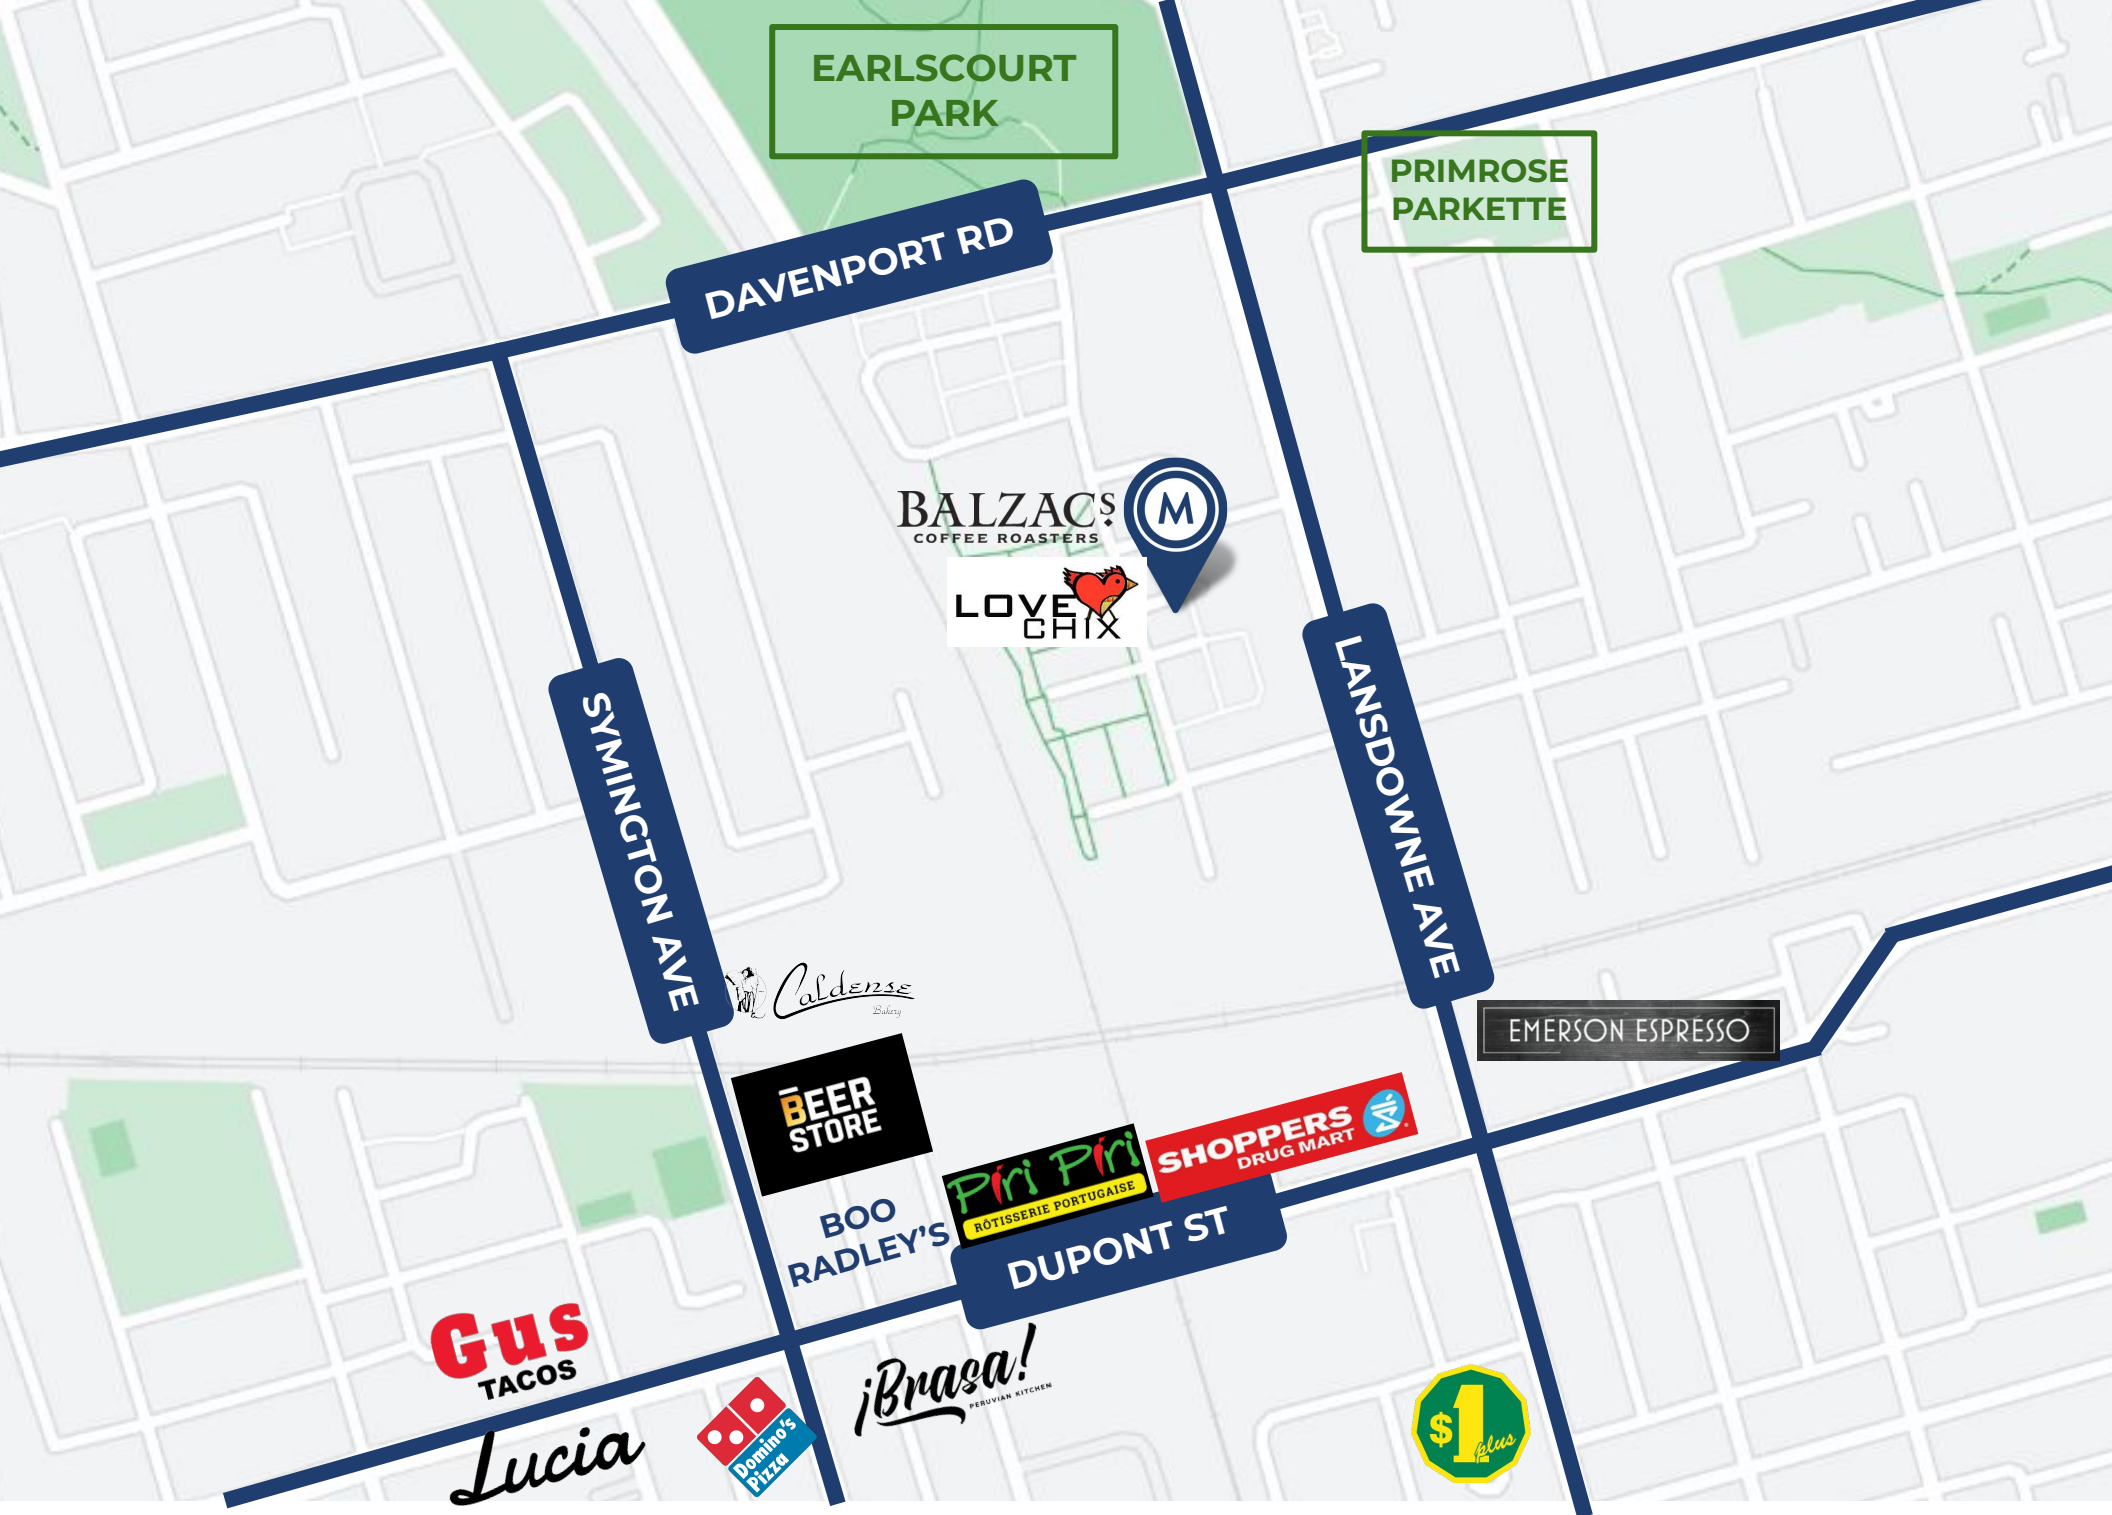 EARLSCOURT
PARK
PRIMROSE
PARKETTE
DAVENPORT RD
BALZAC'S
COFFEE ROASTERS
M
LOVE
CHIX
LANSDOWNE AVE
SYMINGTON AVE
Caldense
Bakery
EMERSON ESPRESSO
BEER
STORE
SHOPPERS
DRUG MART
Piri Piri
RÔTISSERIE PORTUGAISE
BOO
RADLEY'S
DUPONT ST
Gus
TACOS
¡Brasa!
PERUVIAN KITCHEN
Lucia
Domino's
Pizza
$1
plus